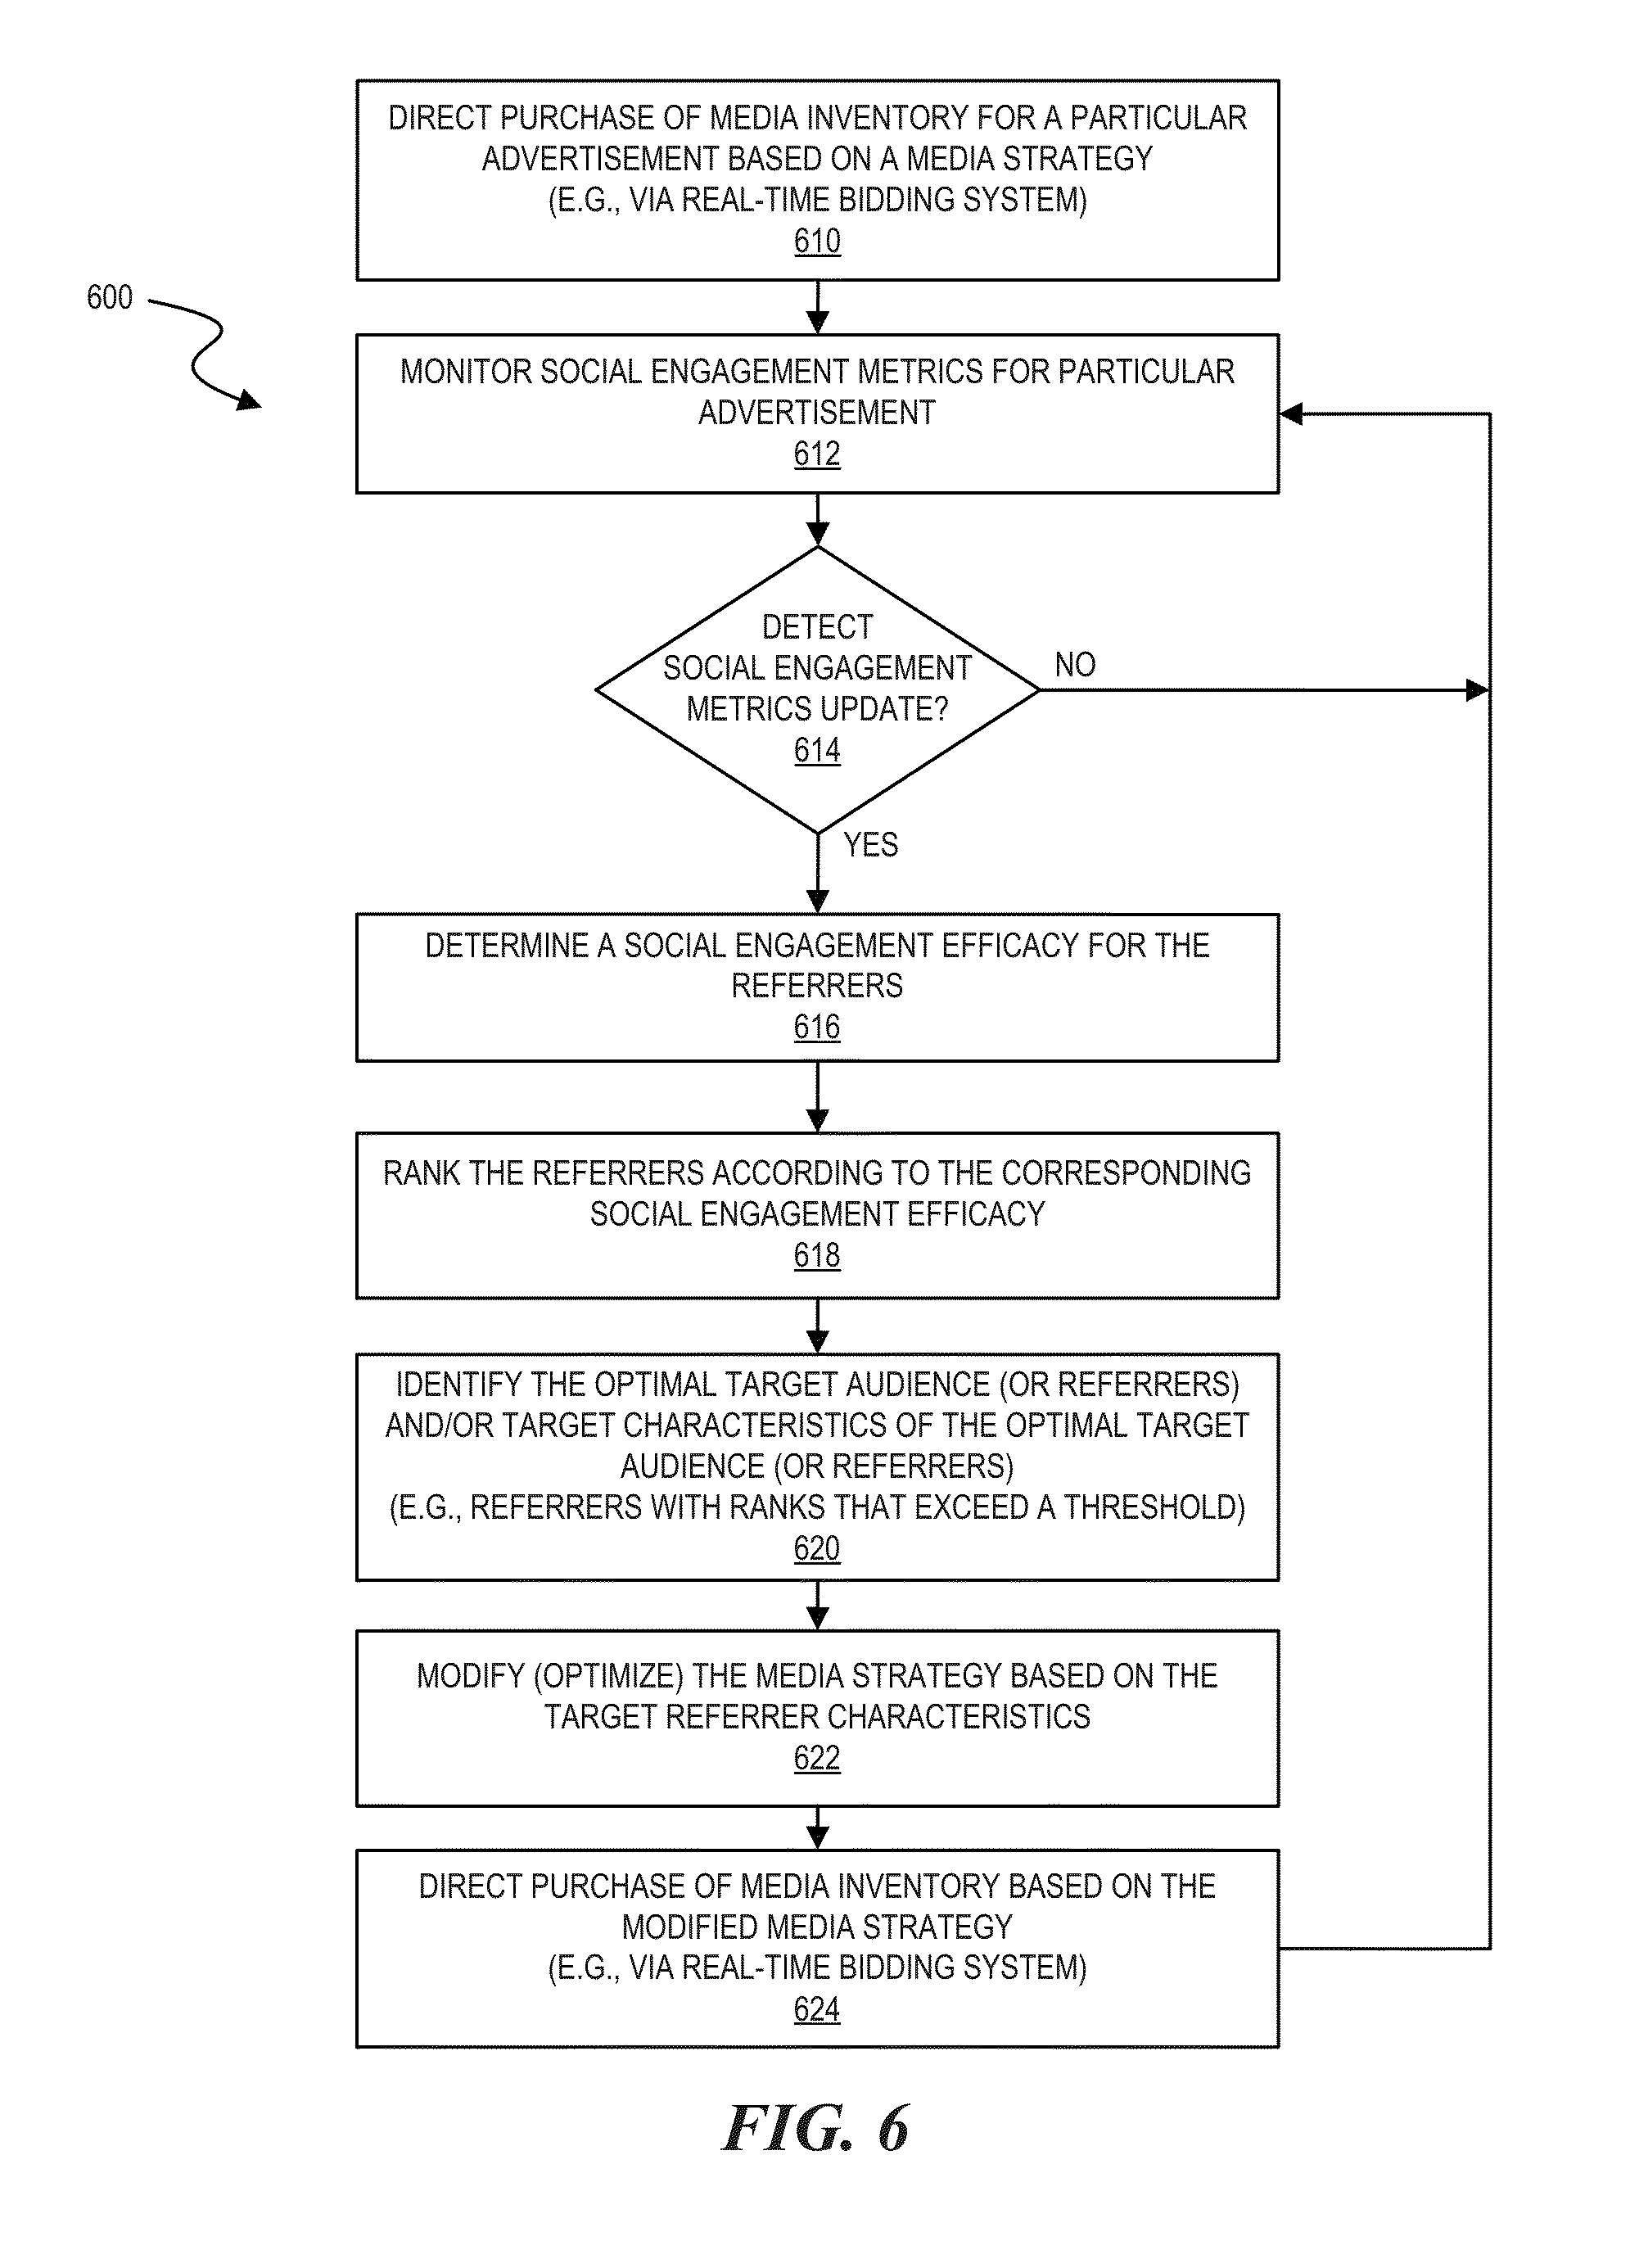 DIRECT PURCHASE OF MEDIA INVENTORY FOR A PARTICULAR
ADVERTISEMENT BASED ON A MEDIA STRATEGY
(E.G., VIA REAL-TIME BIDDING SYSTEM)
610
600
MONITOR SOCIAL ENGAGEMENT METRICS FOR PARTICULAR
ADVERTISEMENT
612
DETECT
SOCIAL ENGAGEMENT
METRICS UPDATE?
614
NO
YES
DETERMINE A SOCIAL ENGAGEMENT EFFICACY FOR THE
REFERRERS
616
RANK THE REFERRERS ACCORDING TO THE CORRESPONDING
SOCIAL ENGAGEMENT EFFICACY
618
IDENTIFY THE OPTIMAL TARGET AUDIENCE (OR REFERRERS)
AND/OR TARGET CHARACTERISTICS OF THE OPTIMAL TARGET
AUDIENCE (OR REFERRERS)
(E.G., REFERRERS WITH RANKS THAT EXCEED A THRESHOLD)
620
MODIFY (OPTIMIZE) THE MEDIA STRATEGY BASED ON THE
TARGET REFERRER CHARACTERISTICS
622
DIRECT PURCHASE OF MEDIA INVENTORY BASED ON THE
MODIFIED MEDIA STRATEGY
(E.G., VIA REAL-TIME BIDDING SYSTEM)
624
FIG. 6